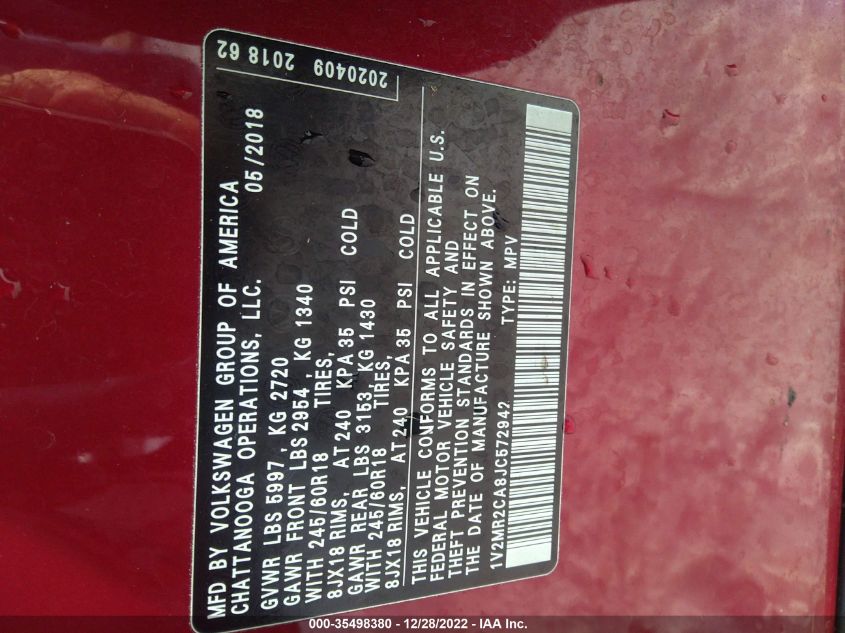 MFD BY VOLKSWAGEN GROUP OF AMERICA
CHATTANOOGA OPERATIONS, LLC. 05/2018
GVWR LBS 5997, KG 2720
GAWR FRONT LBS 2954, KG 1340
WITH 245/60R18 TIRES,
8JX18 RIMS, AT 240 KPA 35 PSI COLD
GAWR REAR LBS 3153, KG 1430
WITH 245/60R18 TIRES,
8JX18 RIMS, AT 240 KPA 35 PSI COLD
2020409 2018 62
THIS VEHICLE CONFORMS TO ALL APPLICABLE U.S.
FEDERAL MOTOR VEHICLE SAFETY AND
THEFT PREVENTION STANDARDS IN EFFECT ON
THE DATE OF MANUFACTURE SHOWN ABOVE.
1V2MR2CA8JC572942 TYPE: MPV
000-35498380 - 12/28/2022 - IAA Inc.